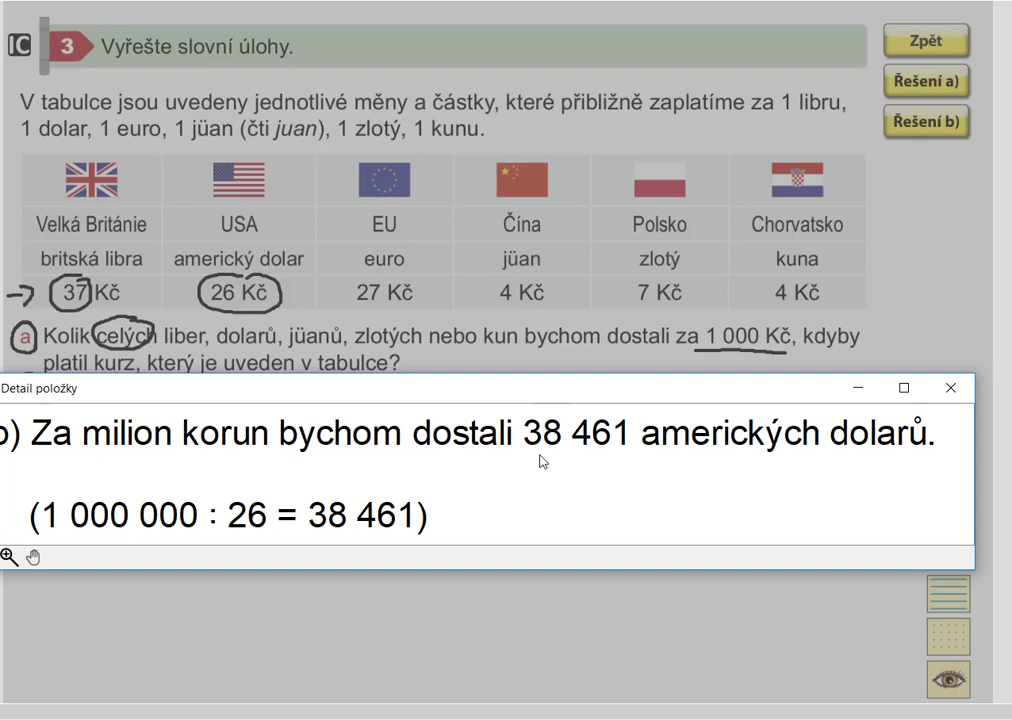 IC
3 Vyřešte slovní úlohy.
Zpět
Řešení a)
Řešení b)
V tabulce jsou uvedeny jednotlivé měny a částky, které přibližně zaplatíme za 1 libru,
1 dolar, 1 euro, 1 jüan (čti juan), 1 zlotý, 1 kunu.
Velká Británie USA EU Čína Polsko Chorvatsko
britská libra americký dolar euro jüan zlotý kuna
37 Kč 26 Kč 27 Kč 4 Kč 7 Kč 4 Kč
a Kolik celých liber, dolarů, jüanů, zlotých nebo kun bychom dostali za 1 000 Kč, kdyby
platil kurz, který je uveden v tabulce?
Detail položky
b) Za milion korun bychom dostali 38 461 amerických dolarů.
(1 000 000 : 26 = 38 461)